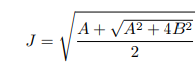 J = \sqrt{\frac{A + \sqrt{A^2 + 4B^2}}{2}}